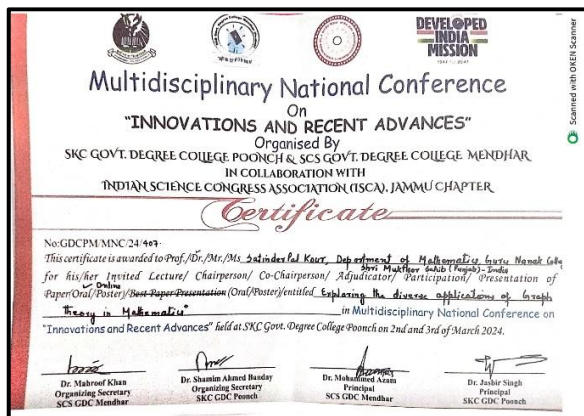 DEVELOPED
INDIA
MISSION
Multidisciplinary National Conference
On
"INNOVATIONS AND RECENT ADVANCES"
Organised By
SKC GOVT. DEGREE COLLEGE POONCH & SCS GOVT. DEGREE COLLEGE MENDHAR
IN COLLABORATION WITH
INDIAN SCIENCE CONGRESS ASSOCIATION (ISCA), JAMMU CHAPTER
Certificate
No:GDCPM/MNC/24/407
This certificate is awarded to Prof./Dr./Mr./Ms Satinder Pal Kour, Department of Mathematics, Guru Nanak
Shri Mukthor Sahib (Punjab)-India
for his/her Invited Lecture/ Chairperson/ Co-Chairperson/ Adjudicator/ Participation/ Presentation of
Online
Paper/Oral/Poster)/Best Paper Presentation (Oral/Poster)/entitled Exploring the diverse applications of Graph
theory in Mathematics" in Multidisciplinary National Conference on
"Innovations and Recent Advances" held at SKC Govt. Degree College Poonch on 2nd and 3rd of March 2024.
Dr. Mahroof Khan
Organizing Secretary
SCS GDC Mendhar
Dr. Shamim Ahmed Banday
Organizing Secretary
SKC GDC Poonch
Dr. Mohammed Azam
Principal
SCS GDC Mendhar
Dr. Jasbir Singh
Principal
SKC GDC Poonch
Scanned with OKEN Scanner